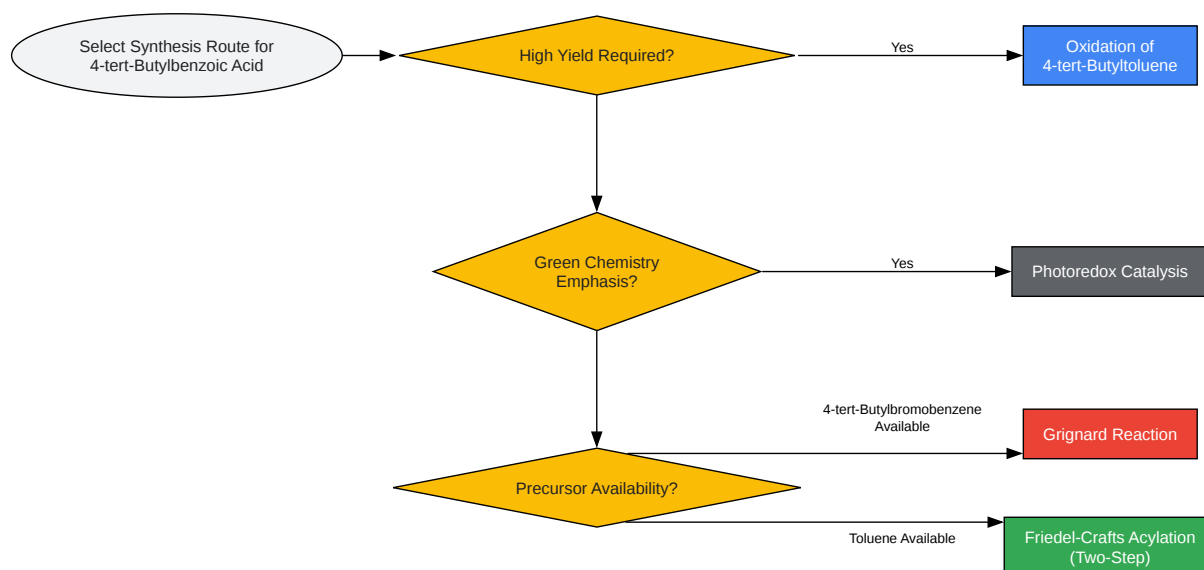 Select Synthesis Route for
4-tert-Butylbenzoic Acid
High Yield Required?
Yes
Oxidation of
4-tert-Butyltoluene
Green Chemistry
Emphasis?
Yes
Photoredox Catalysis
4-tert-Butylbromobenzene
Available
Grignard Reaction
Precursor Availability?
Toluene Available
Friedel-Crafts Acylation
(Two-Step)